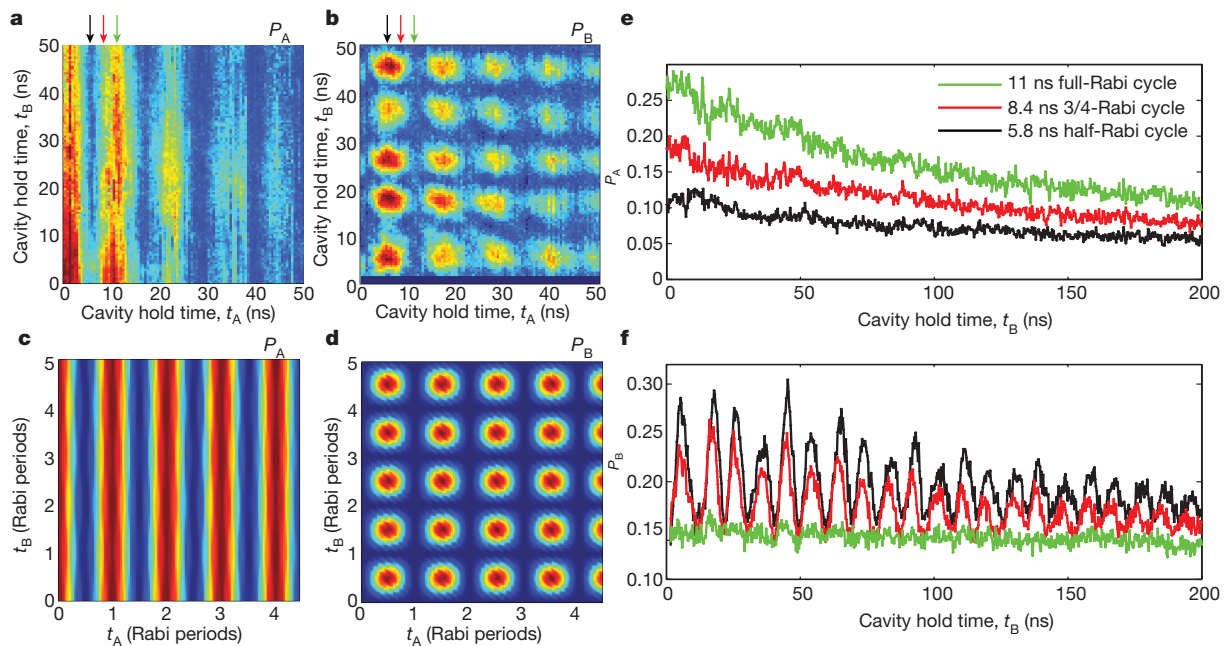 a
P_A
Cavity hold time, t_B (ns)
50
40
30
20
10
0
0 10 20 30 40 50
Cavity hold time, t_A (ns)
b
P_B
Cavity hold time, t_B (ns)
50
40
30
20
10
0
0 10 20 30 40 50
Cavity hold time, t_A (ns)
c
P_A
t_B (Rabi periods)
5
4
3
2
1
0
0 1 2 3 4
t_A (Rabi periods)
d
P_B
t_B (Rabi periods)
5
4
3
2
1
0
0 1 2 3 4
t_A (Rabi periods)
e
P_A
0.25
0.20
0.15
0.10
0.05
0
11 ns full-Rabi cycle
8.4 ns 3/4-Rabi cycle
5.8 ns half-Rabi cycle
0 50 100 150 200
Cavity hold time, t_B (ns)
f
P_B
0.30
0.25
0.20
0.15
0.10
0 50 100 150 200
Cavity hold time, t_B (ns)